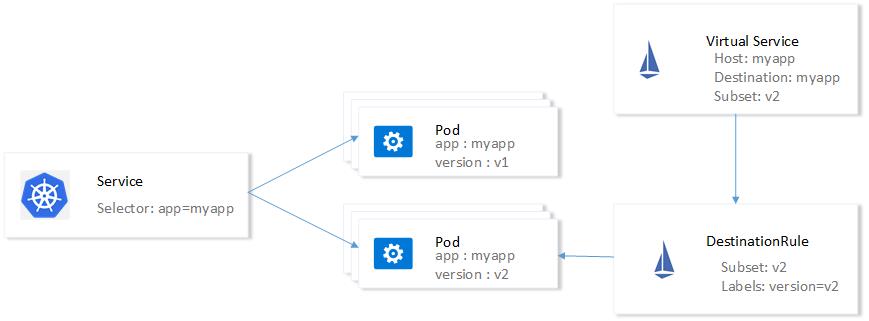 Service
Selector: app=myapp
Pod
app : myapp
version : v1
Pod
app : myapp
version : v2
Virtual Service
Host: myapp
Destination: myapp
Subset: v2
DestinationRule
Subset: v2
Labels: version=v2